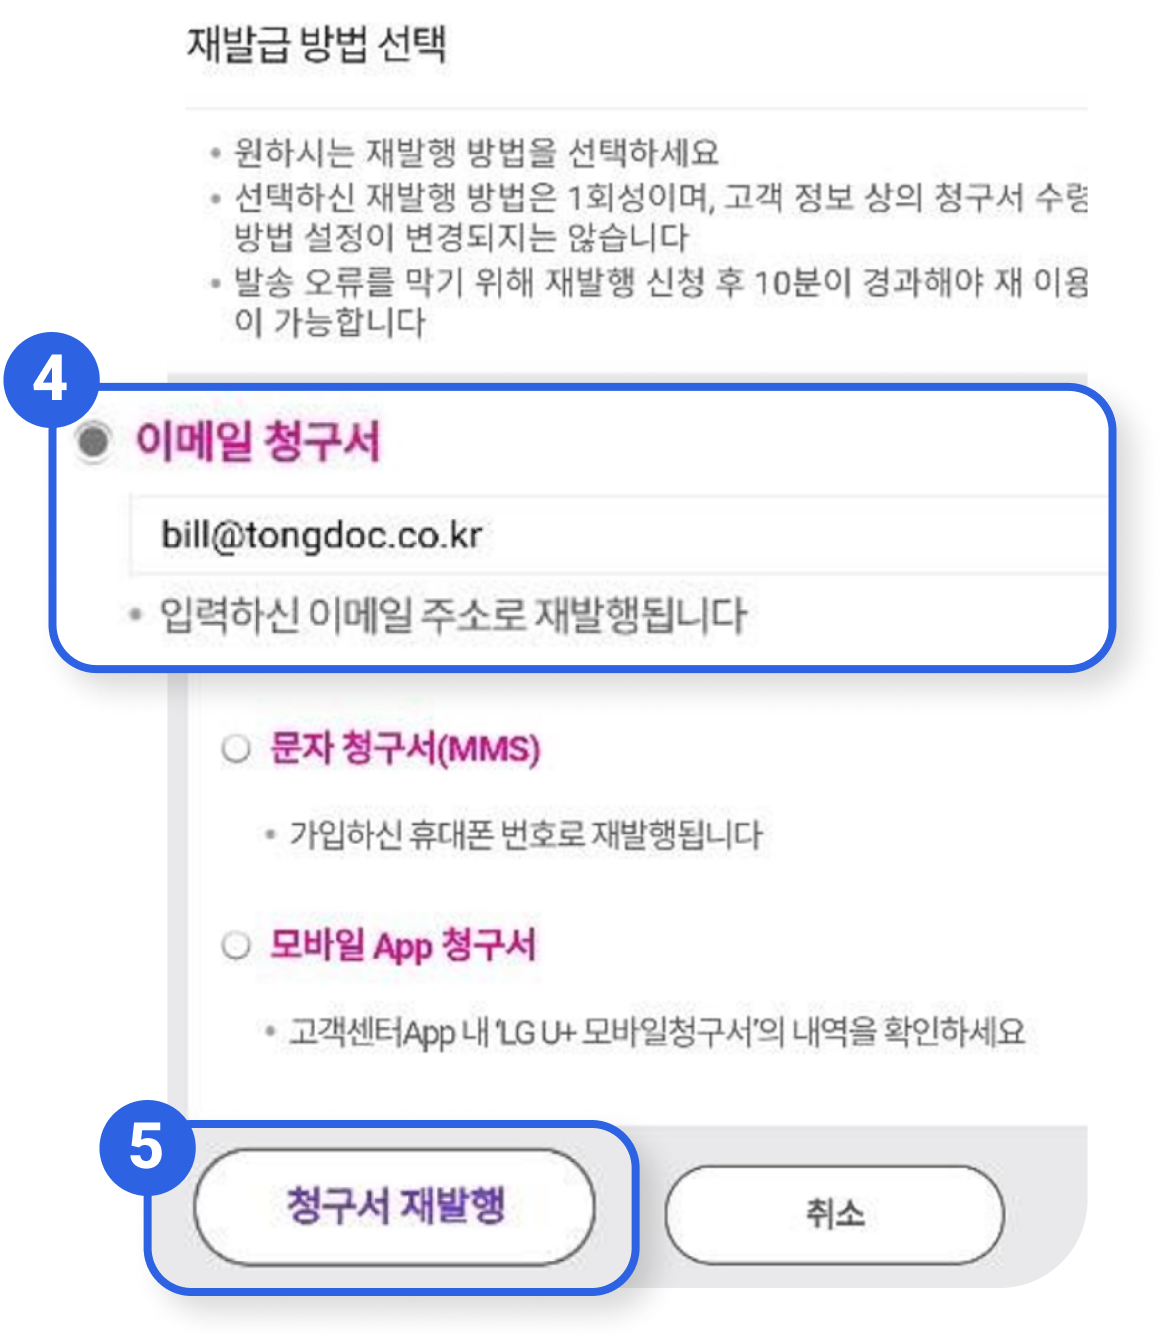 재발급 방법 선택
• 원하시는 재발행 방법을 선택하세요
• 선택하신 재발행 방법은 1회성이며, 고객 정보 상의 청구서 수령
방법 설정이 변경되지는 않습니다
• 발송 오류를 막기 위해 재발행 신청 후 10분이 경과해야 재 이용
이 가능합니다
4
이메일 청구서
bill@tongdoc.co.kr
• 입력하신 이메일 주소로 재발행됩니다
문자 청구서(MMS)
• 가입하신 휴대폰 번호로 재발행됩니다
모바일 App 청구서
• 고객센터App 내 'LG U+ 모바일청구서'의 내역을 확인하세요
5
청구서 재발행
취소